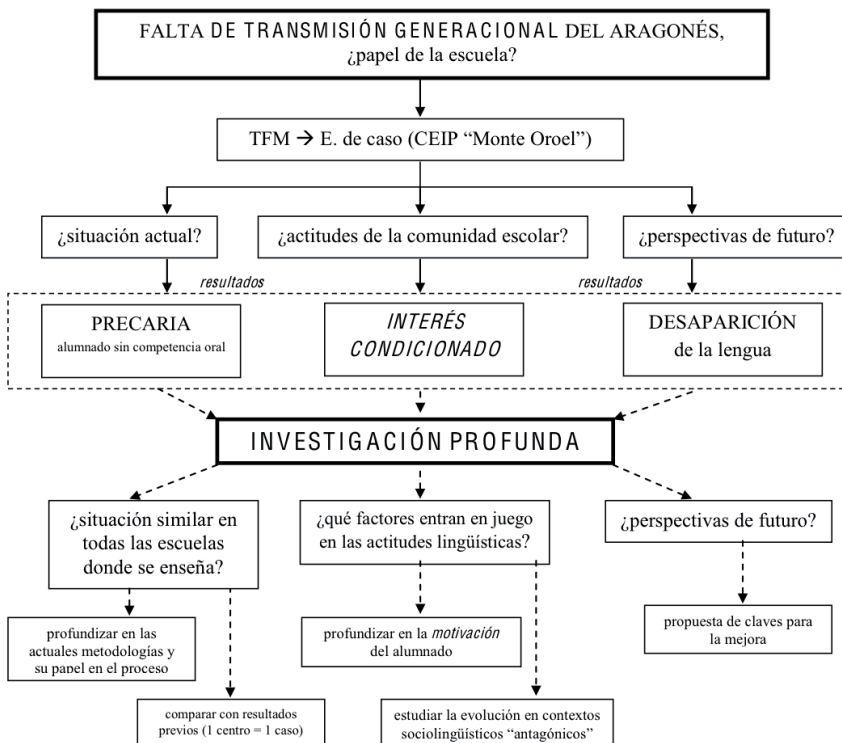 FALTA DE TRANSMISIÓN GENERACIONAL DEL ARAGONÉS,
¿papel de la escuela?
TFM → E. de caso (CEIP “Monte Oroel”)
¿situación actual?
¿actitudes de la comunidad escolar?
¿perspectivas de futuro?
resultados
resultados
PRECARIA
alumnado sin competencia oral
INTERÉS
CONDICIONADO
DESAPARICIÓN
de la lengua
INVESTIGACIÓN PROFUNDA
¿situación similar en
todas las escuelas
donde se enseña?
¿qué factores entran en juego
en las actitudes lingüísticas?
¿perspectivas de futuro?
profundizar en las
actuales metodologías y
su papel en el proceso
profundizar en la motivación
del alumnado
propuesta de claves para
la mejora
comparar con resultados
previos (1 centro = 1 caso)
estudiar la evolución en contextos
sociolingüísticos “antagónicos”